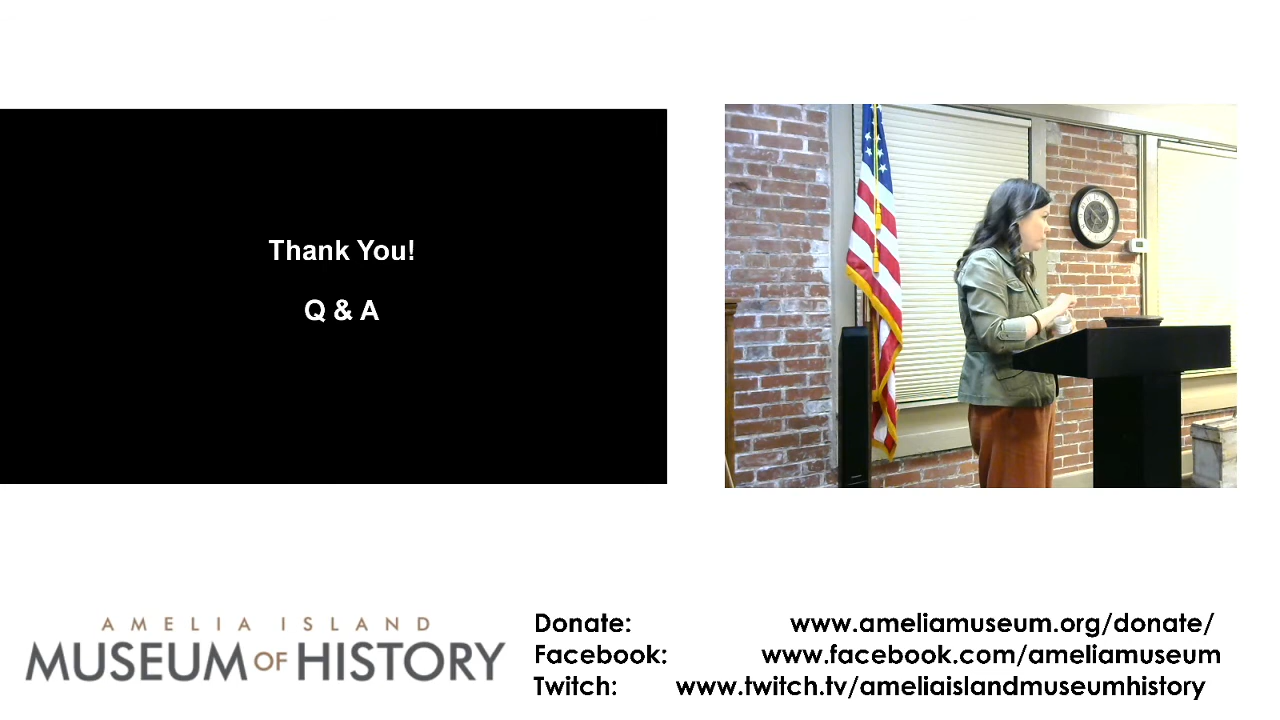 Thank You!
Q & A
AMELIA ISLAND
MUSEUM OF HISTORY
Donate: www.ameliamuseum.org/donate/
Facebook: www.facebook.com/ameliamuseum
Twitch: www.twitch.tv/ameliaislandmuseumhistory